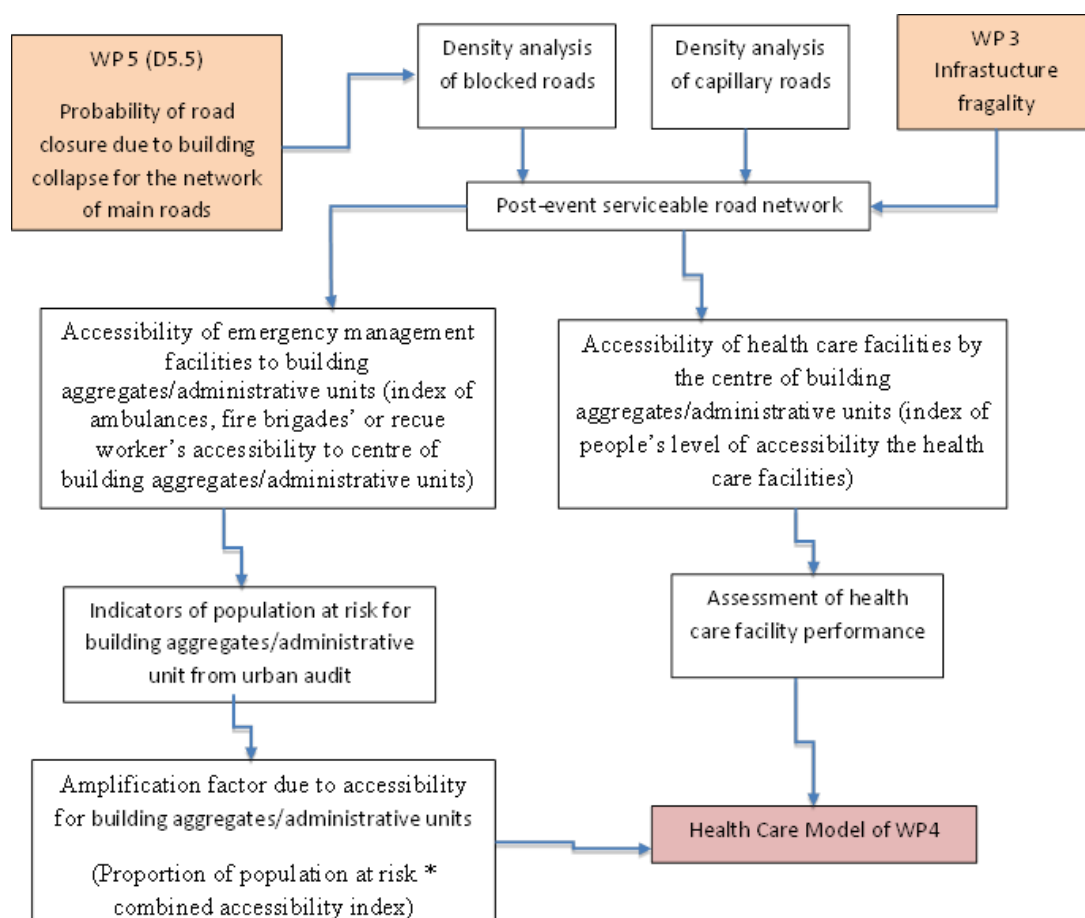 WP 5 (D5.5)
Probability of road
closure due to building
collapse for the network
of main roads
Density analysis
of blocked roads
Density analysis
of capillary roads
WP 3
Infrastucture
fragality
Post-event serviceable road network
Accessibility of emergency management
facilities to building
aggregates/administrative units (index of
ambulances, fire brigades’ or recue
worker’s accessibility to centre of
building aggregates/administrative units)
Accessibility of health care facilities by
the centre of building
aggregates/administrative units (index of
people’s level of accessibility the health
care facilities)
Indicators of population at risk for
building aggregates/administrative
unit from urban audit
Assessment of health
care facility performance
Amplification factor due to accessibility
for building aggregates/administrative units
(Proportion of population at risk *
combined accessibility index)
Health Care Model of WP4